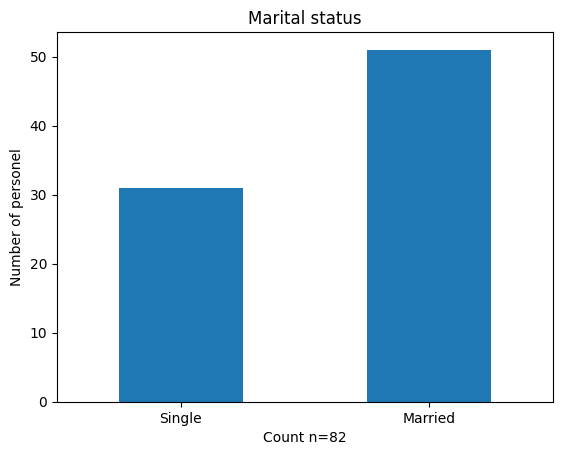 Marital status
Number of personel
50
40
30
20
10
0
Single Married
Count n=82